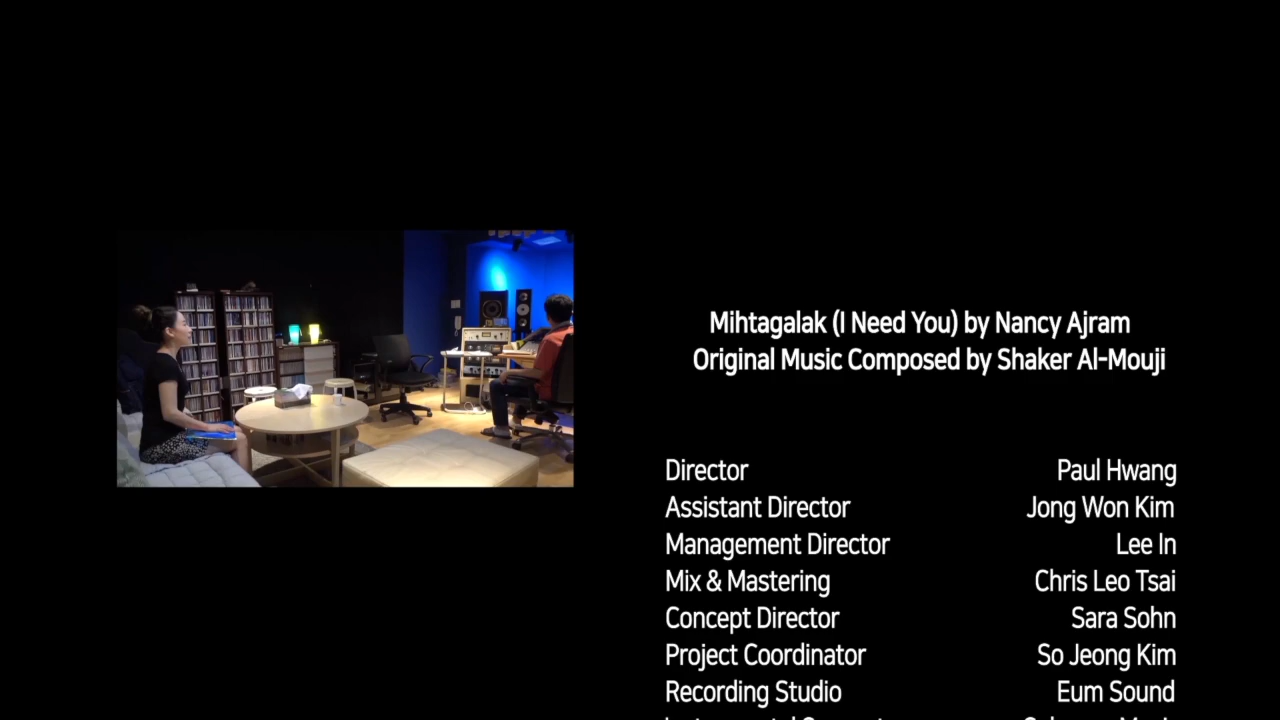 Mihtagalak (I Need You) by Nancy Ajram
Original Music Composed by Shaker Al-Mouji
Director Paul Hwang
Assistant Director Jong Won Kim
Management Director Lee In
Mix & Mastering Chris Leo Tsai
Concept Director Sara Sohn
Project Coordinator So Jeong Kim
Recording Studio Eum Sound